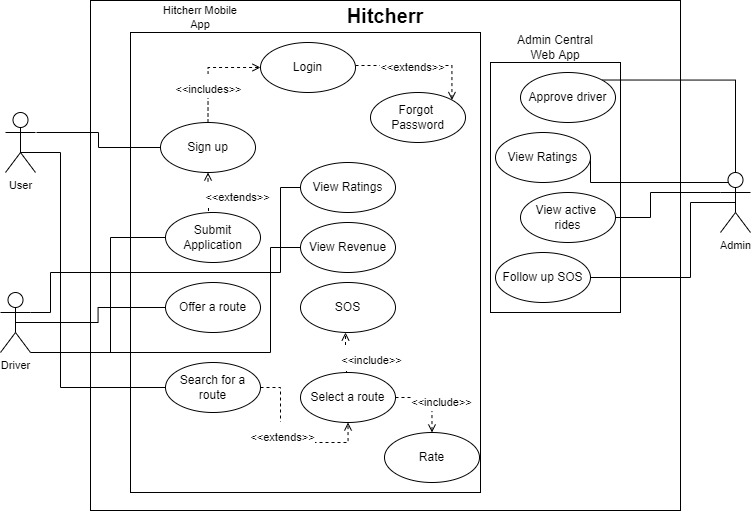 Hitcherr
Hitcherr Mobile
App
Admin Central
Web App
Login
<<extends>>
<<includes>>
Forgot
Password
Approve driver
Sign up
User
View Ratings
View Ratings
<<extends>>
View active
rides
Submit
Application
View Revenue
Admin
Follow up SOS
Offer a route
SOS
Driver
<<include>>
Search for a
route
Select a route
<<include>>
<<extends>>
Rate